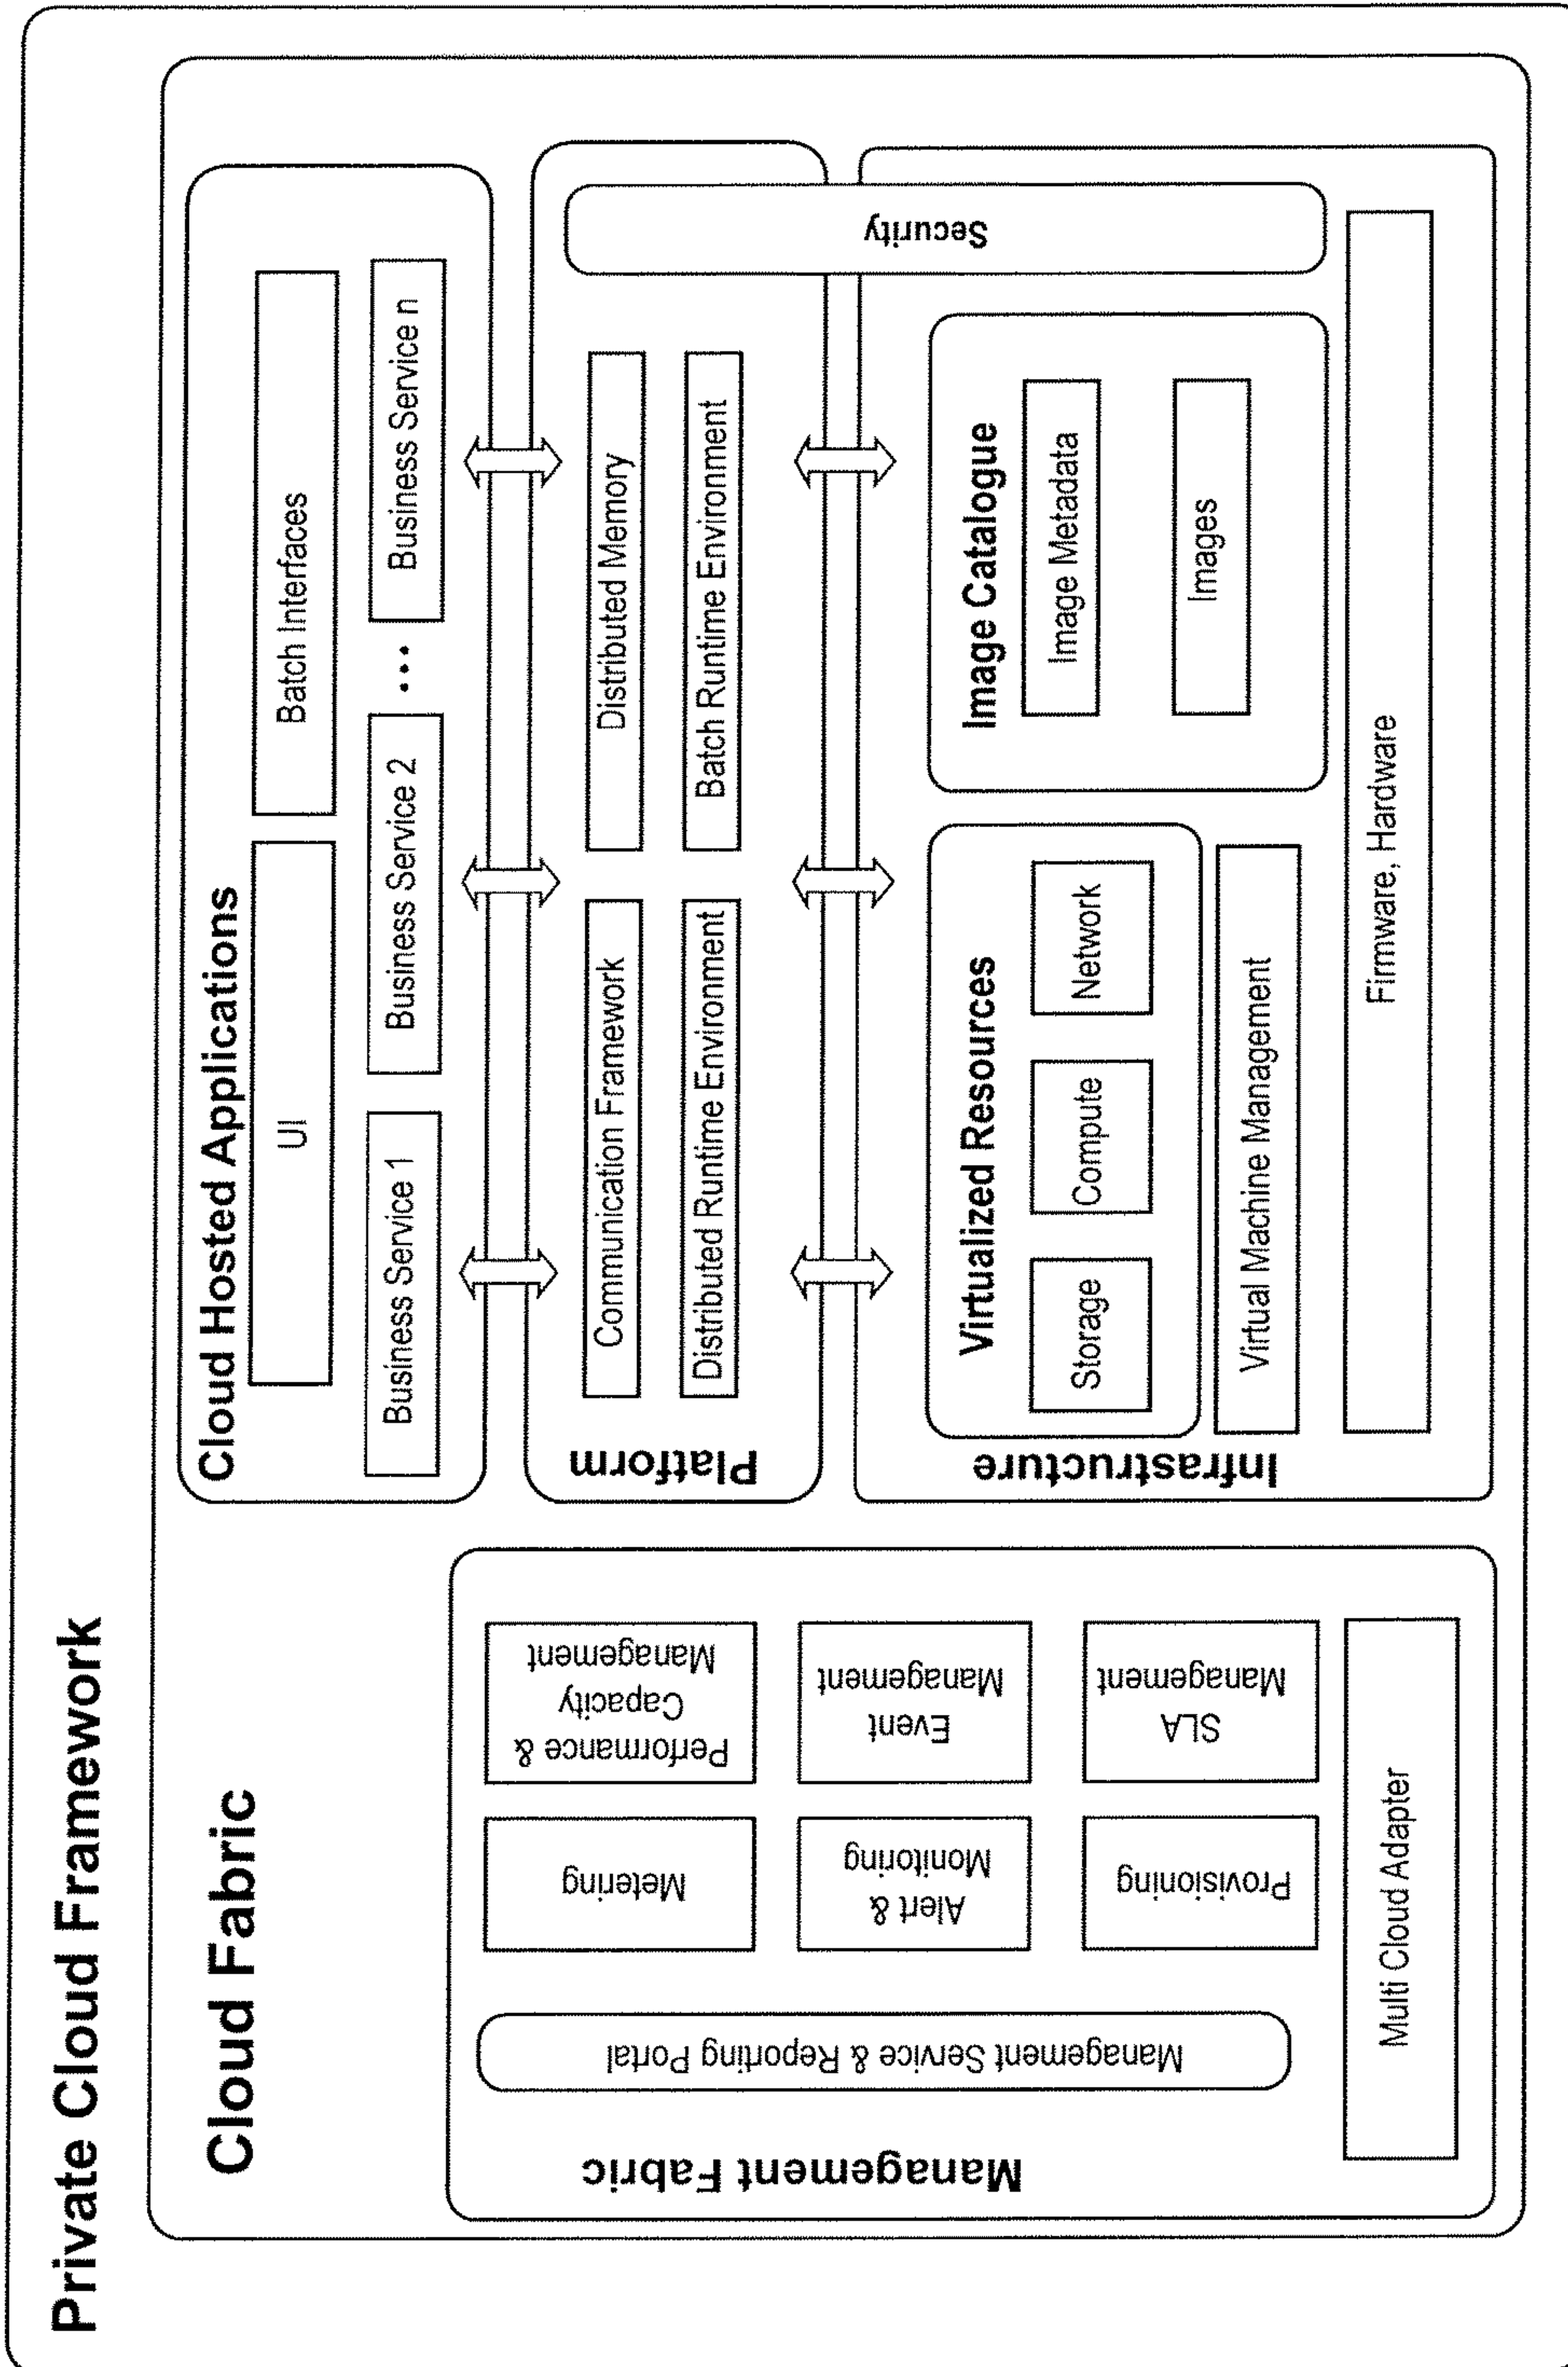 Private Cloud Framework
Cloud Fabric
Management Fabric
Management Service & Reporting Portal
Metering
Performance &
Capacity
Management
Alert &
Monitoring
Event
Management
Provisioning
SLA
Management
Multi Cloud Adapter
Cloud Hosted Applications
UI
Batch Interfaces
Business Service 1
Business Service 2
...
Business Service n
Platform
Communication Framework
Distributed Memory
Distributed Runtime Environment
Batch Runtime Environment
Security
Infrastructure
Virtualized Resources
Storage
Compute
Network
Virtual Machine Management
Image Catalogue
Image Metadata
Images
Firmware, Hardware